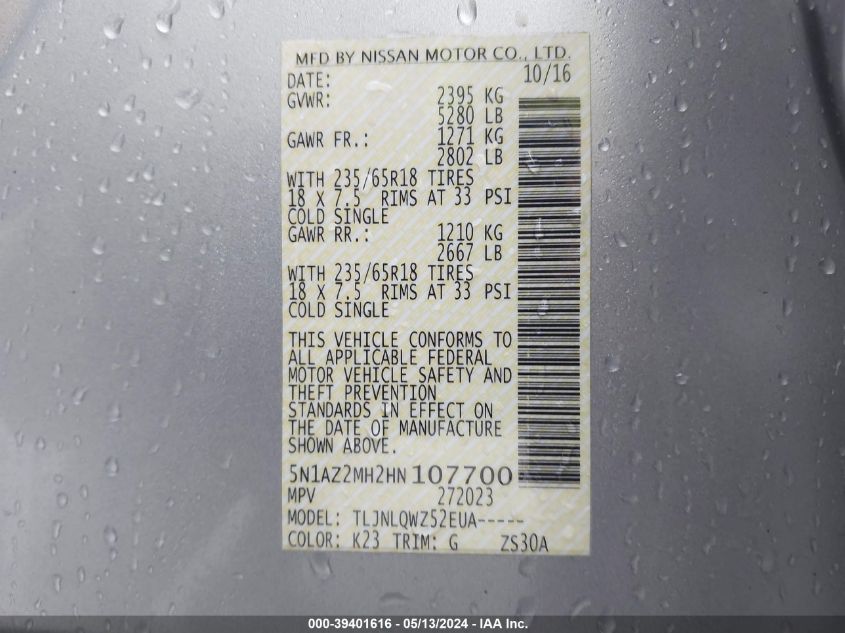 MFD BY NISSAN MOTOR CO., LTD.
DATE: 10/16
GVWR: 2395 KG
5280 LB
GAWR FR.: 1271 KG
2802 LB
WITH 235/65R18 TIRES
18 X 7.5 RIMS AT 33 PSI
COLD SINGLE
GAWR RR.: 1210 KG
2667 LB
WITH 235/65R18 TIRES
18 X 7.5 RIMS AT 33 PSI
COLD SINGLE
THIS VEHICLE CONFORMS TO
ALL APPLICABLE FEDERAL
MOTOR VEHICLE SAFETY AND
THEFT PREVENTION
STANDARDS IN EFFECT ON
THE DATE OF MANUFACTURE
SHOWN ABOVE.
5N1AZ2MH2HN107700
MPV 272023
MODEL: TLJNLQWZ52EUA-----
COLOR: K23 TRIM: G ZS30A
000-39401616 - 05/13/2024 - IAA Inc.